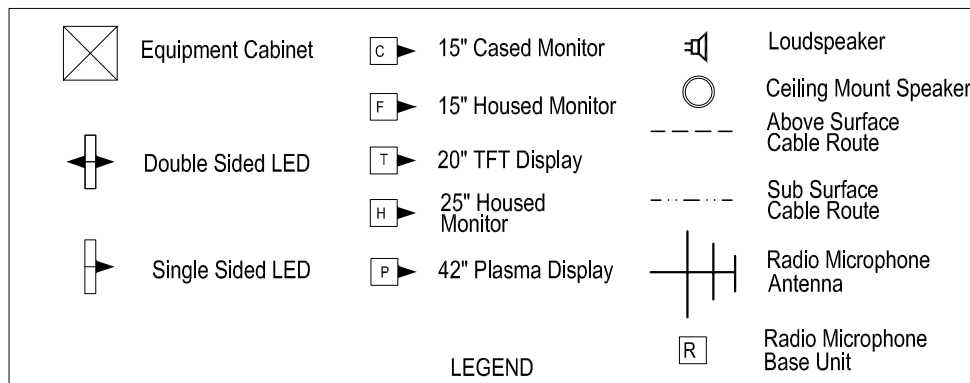 Equipment Cabinet
Double Sided LED
Single Sided LED
C 15" Cased Monitor
F 15" Housed Monitor
T 20" TFT Display
H 25" Housed
Monitor
P 42" Plasma Display
LEGEND
Loudspeaker
Ceiling Mount Speaker
Above Surface
Cable Route
Sub Surface
Cable Route
Radio Microphone
Antenna
R Radio Microphone
Base Unit